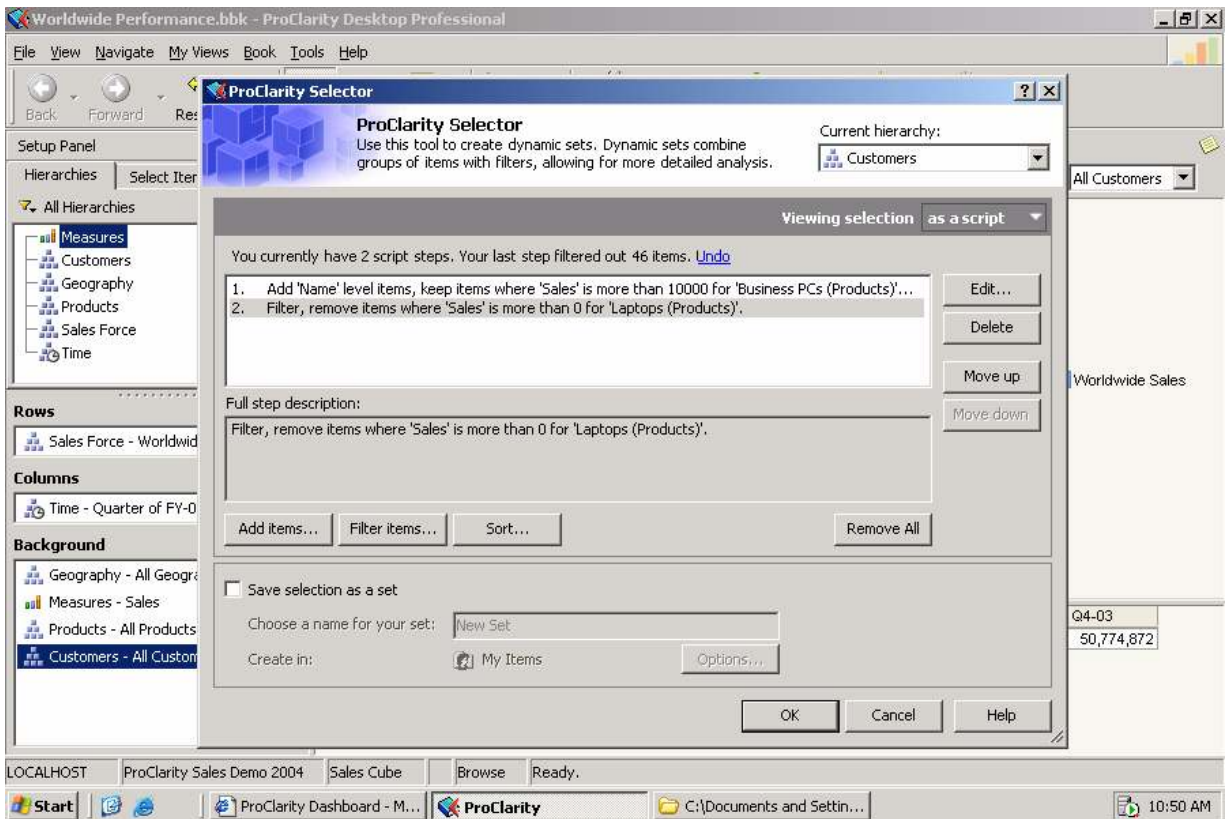 Worldwide Performance.bbk - ProClarity Desktop Professional
File View Navigate My Views Book Tools Help
Back Forward
Setup Panel
Hierarchies Select Iter
All Hierarchies
Measures
Customers
Geography
Products
Sales Force
Time
Rows
Sales Force - Worldwid
Columns
Time - Quarter of FY-0
Background
Geography - All Geogra
Measures - Sales
Products - All Products
Customers - All Custom
ProClarity Selector
ProClarity Selector
Use this tool to create dynamic sets. Dynamic sets combine
groups of items with filters, allowing for more detailed analysis.
Current hierarchy:
Customers
Viewing selection as a script
You currently have 2 script steps. Your last step filtered out 46 items. Undo
1. Add 'Name' level items, keep items where 'Sales' is more than 10000 for 'Business PCs (Products)'...
2. Filter, remove items where 'Sales' is more than 0 for 'Laptops (Products)'.
Edit...
Delete
Move up
Move down
Full step description:
Filter, remove items where 'Sales' is more than 0 for 'Laptops (Products)'.
Add items... Filter items... Sort... Remove All
Save selection as a set
Choose a name for your set: New Set
Create in: My Items Options...
OK Cancel Help
All Customers
Worldwide Sales
Q4-03
50,774,872
LOCALHOST ProClarity Sales Demo 2004 Sales Cube Browse Ready.
Start ProClarity Dashboard - M... ProClarity C:\Documents and Settin... 10:50 AM